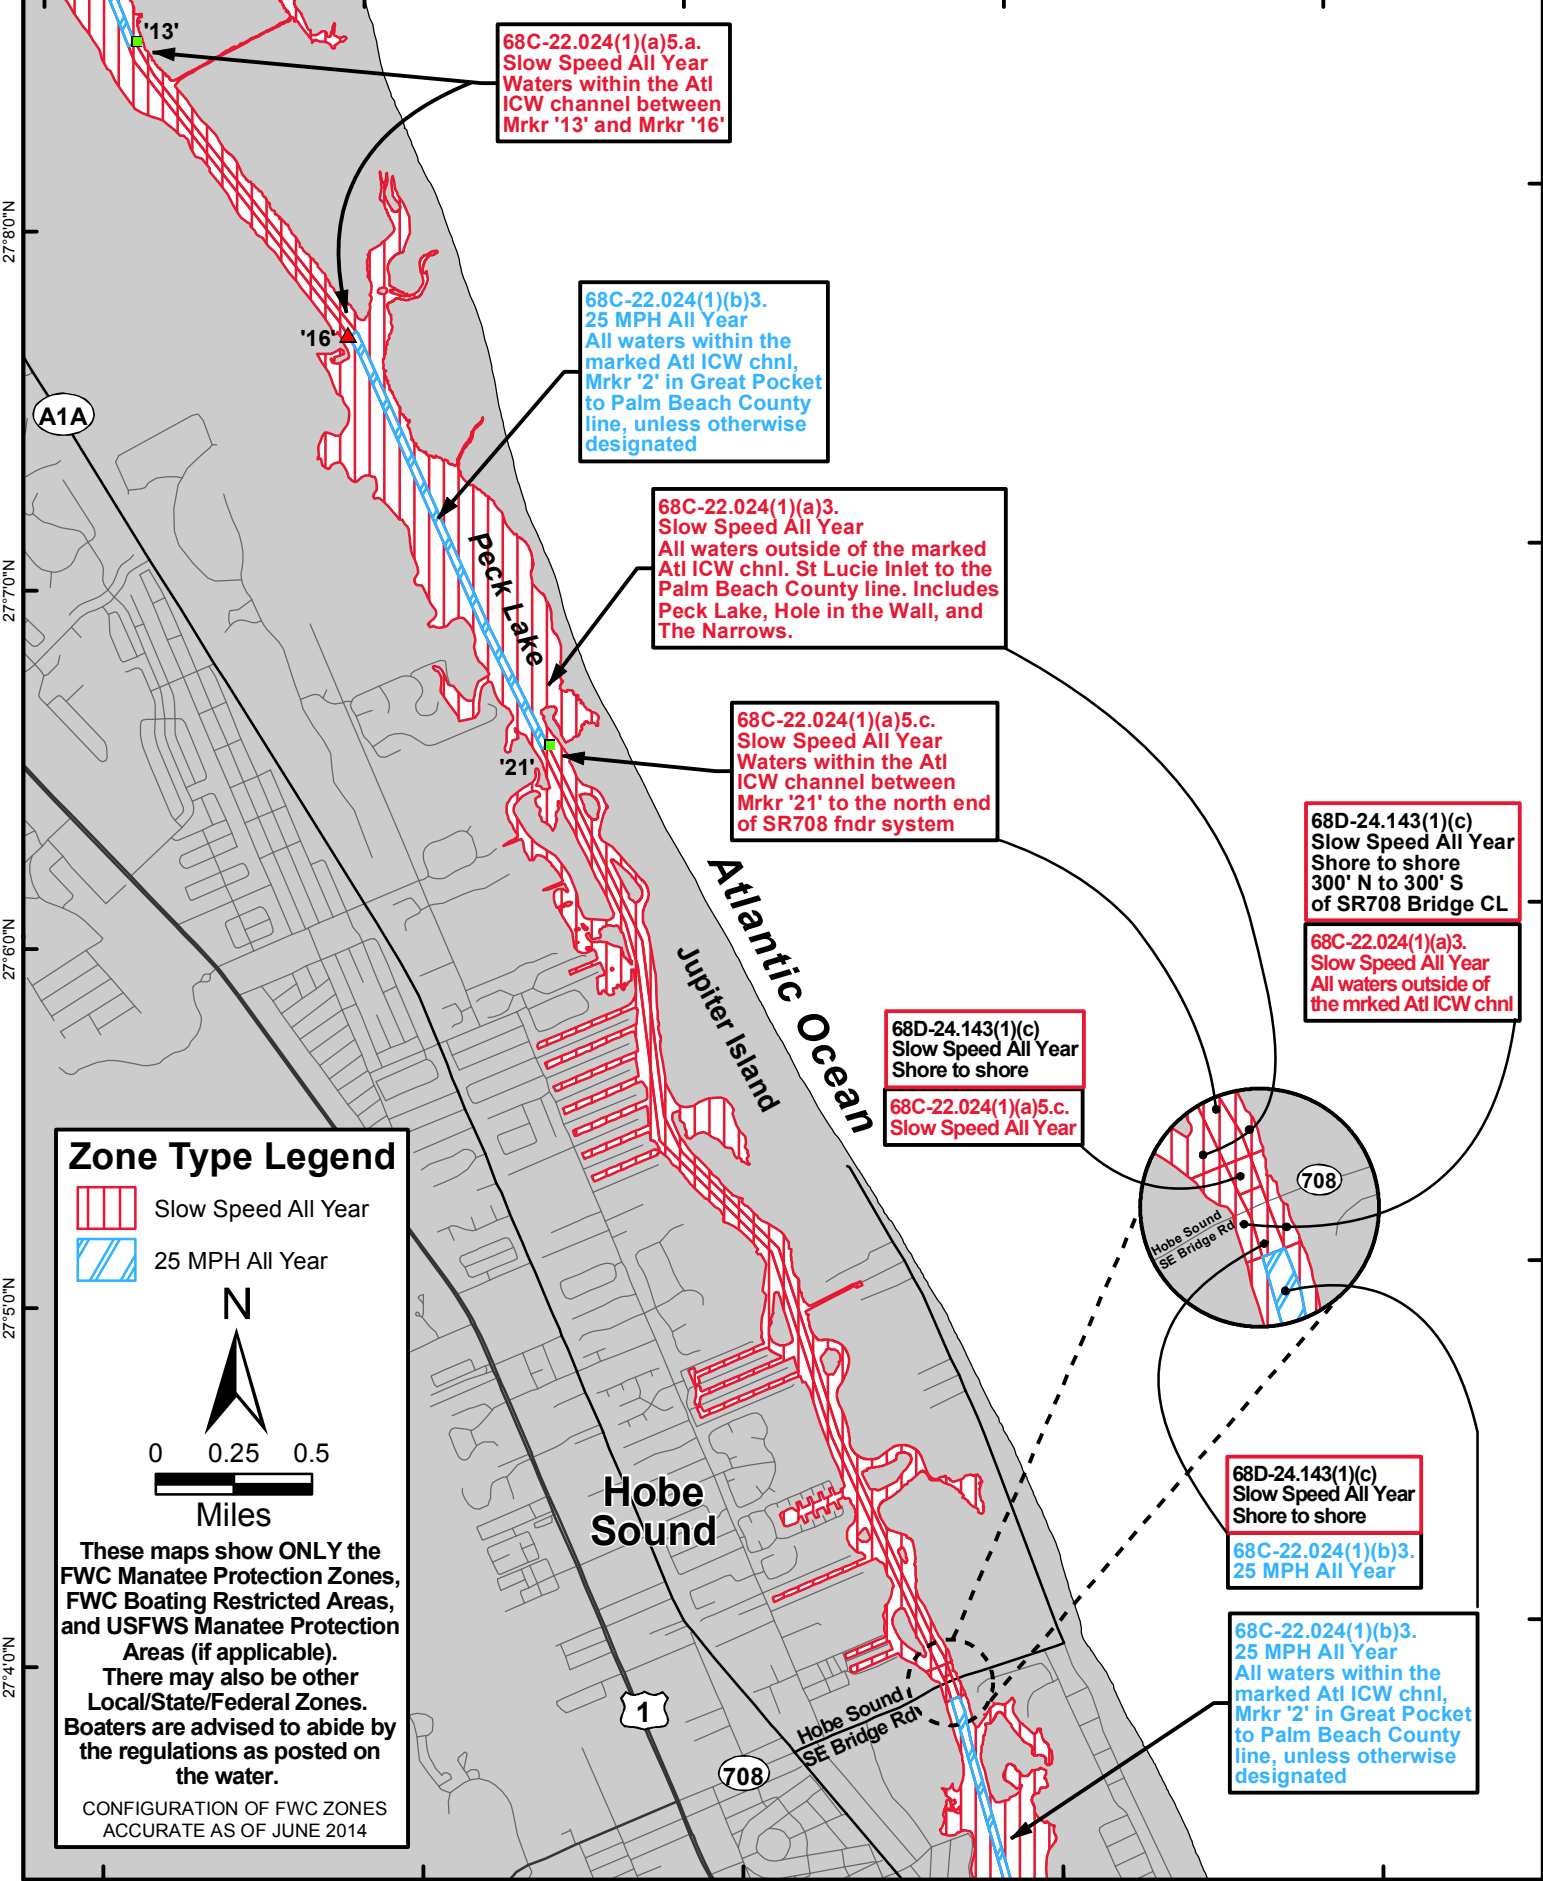 '13'
68C-22.024(1)(a)5.a.
Slow Speed All Year
Waters within the Atl
ICW channel between
Mrkr '13' and Mrkr '16'
27°8'0"N
'16'
68C-22.024(1)(b)3.
25 MPH All Year
All waters within the
marked Atl ICW chnl,
Mrkr '2' in Great Pocket
to Palm Beach County
line, unless otherwise
designated
A1A
68C-22.024(1)(a)3.
Slow Speed All Year
All waters outside of the marked
Atl ICW chnl. St Lucie Inlet to the
Palm Beach County line. Includes
Peck Lake, Hole in the Wall, and
The Narrows.
Peck Lake
27°7'0"N
68C-22.024(1)(a)5.c.
Slow Speed All Year
Waters within the Atl
ICW channel between
Mrkr '21' to the north end
of SR708 fndr system
'21'
Atlantic Ocean
68D-24.143(1)(c)
Slow Speed All Year
Shore to shore
300' N to 300' S
of SR708 Bridge CL
68C-22.024(1)(a)3.
Slow Speed All Year
All waters outside of
the mrked Atl ICW chnl
27°6'0"N
Jupiter Island
68D-24.143(1)(c)
Slow Speed All Year
Shore to shore
68C-22.024(1)(a)5.c.
Slow Speed All Year
708
Hobe Sound
SE Bridge Rd
Zone Type Legend
Slow Speed All Year
25 MPH All Year
N
0 0.25 0.5
Miles
These maps show ONLY the
FWC Manatee Protection Zones,
FWC Boating Restricted Areas,
and USFWS Manatee Protection
Areas (if applicable).
There may also be other
Local/State/Federal Zones.
Boaters are advised to abide by
the regulations as posted on
the water.
CONFIGURATION OF FWC ZONES
ACCURATE AS OF JUNE 2014
27°5'0"N
Hobe
Sound
68D-24.143(1)(c)
Slow Speed All Year
Shore to shore
68C-22.024(1)(b)3.
25 MPH All Year
27°4'0"N
68C-22.024(1)(b)3.
25 MPH All Year
All waters within the
marked Atl ICW chnl,
Mrkr '2' in Great Pocket
to Palm Beach County
line, unless otherwise
designated
1
Hobe Sound
SE Bridge Rd
708